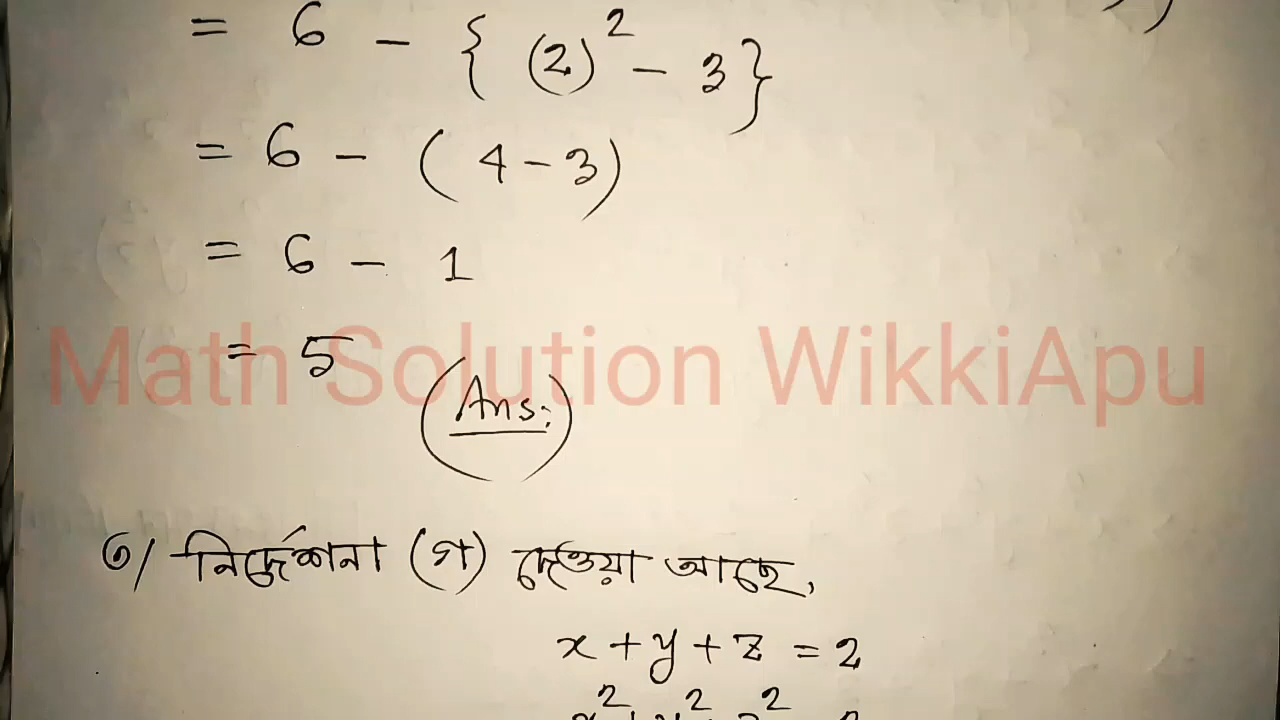 = 6 - { (2)² - 3}
= 6 - ( 4 - 3)
= 6 - 1
= 5
(Ans:)
Math Solution WikkiApu
৩/ নির্দেশনা (গ) দেওয়া আছে,
x + y + z = 2